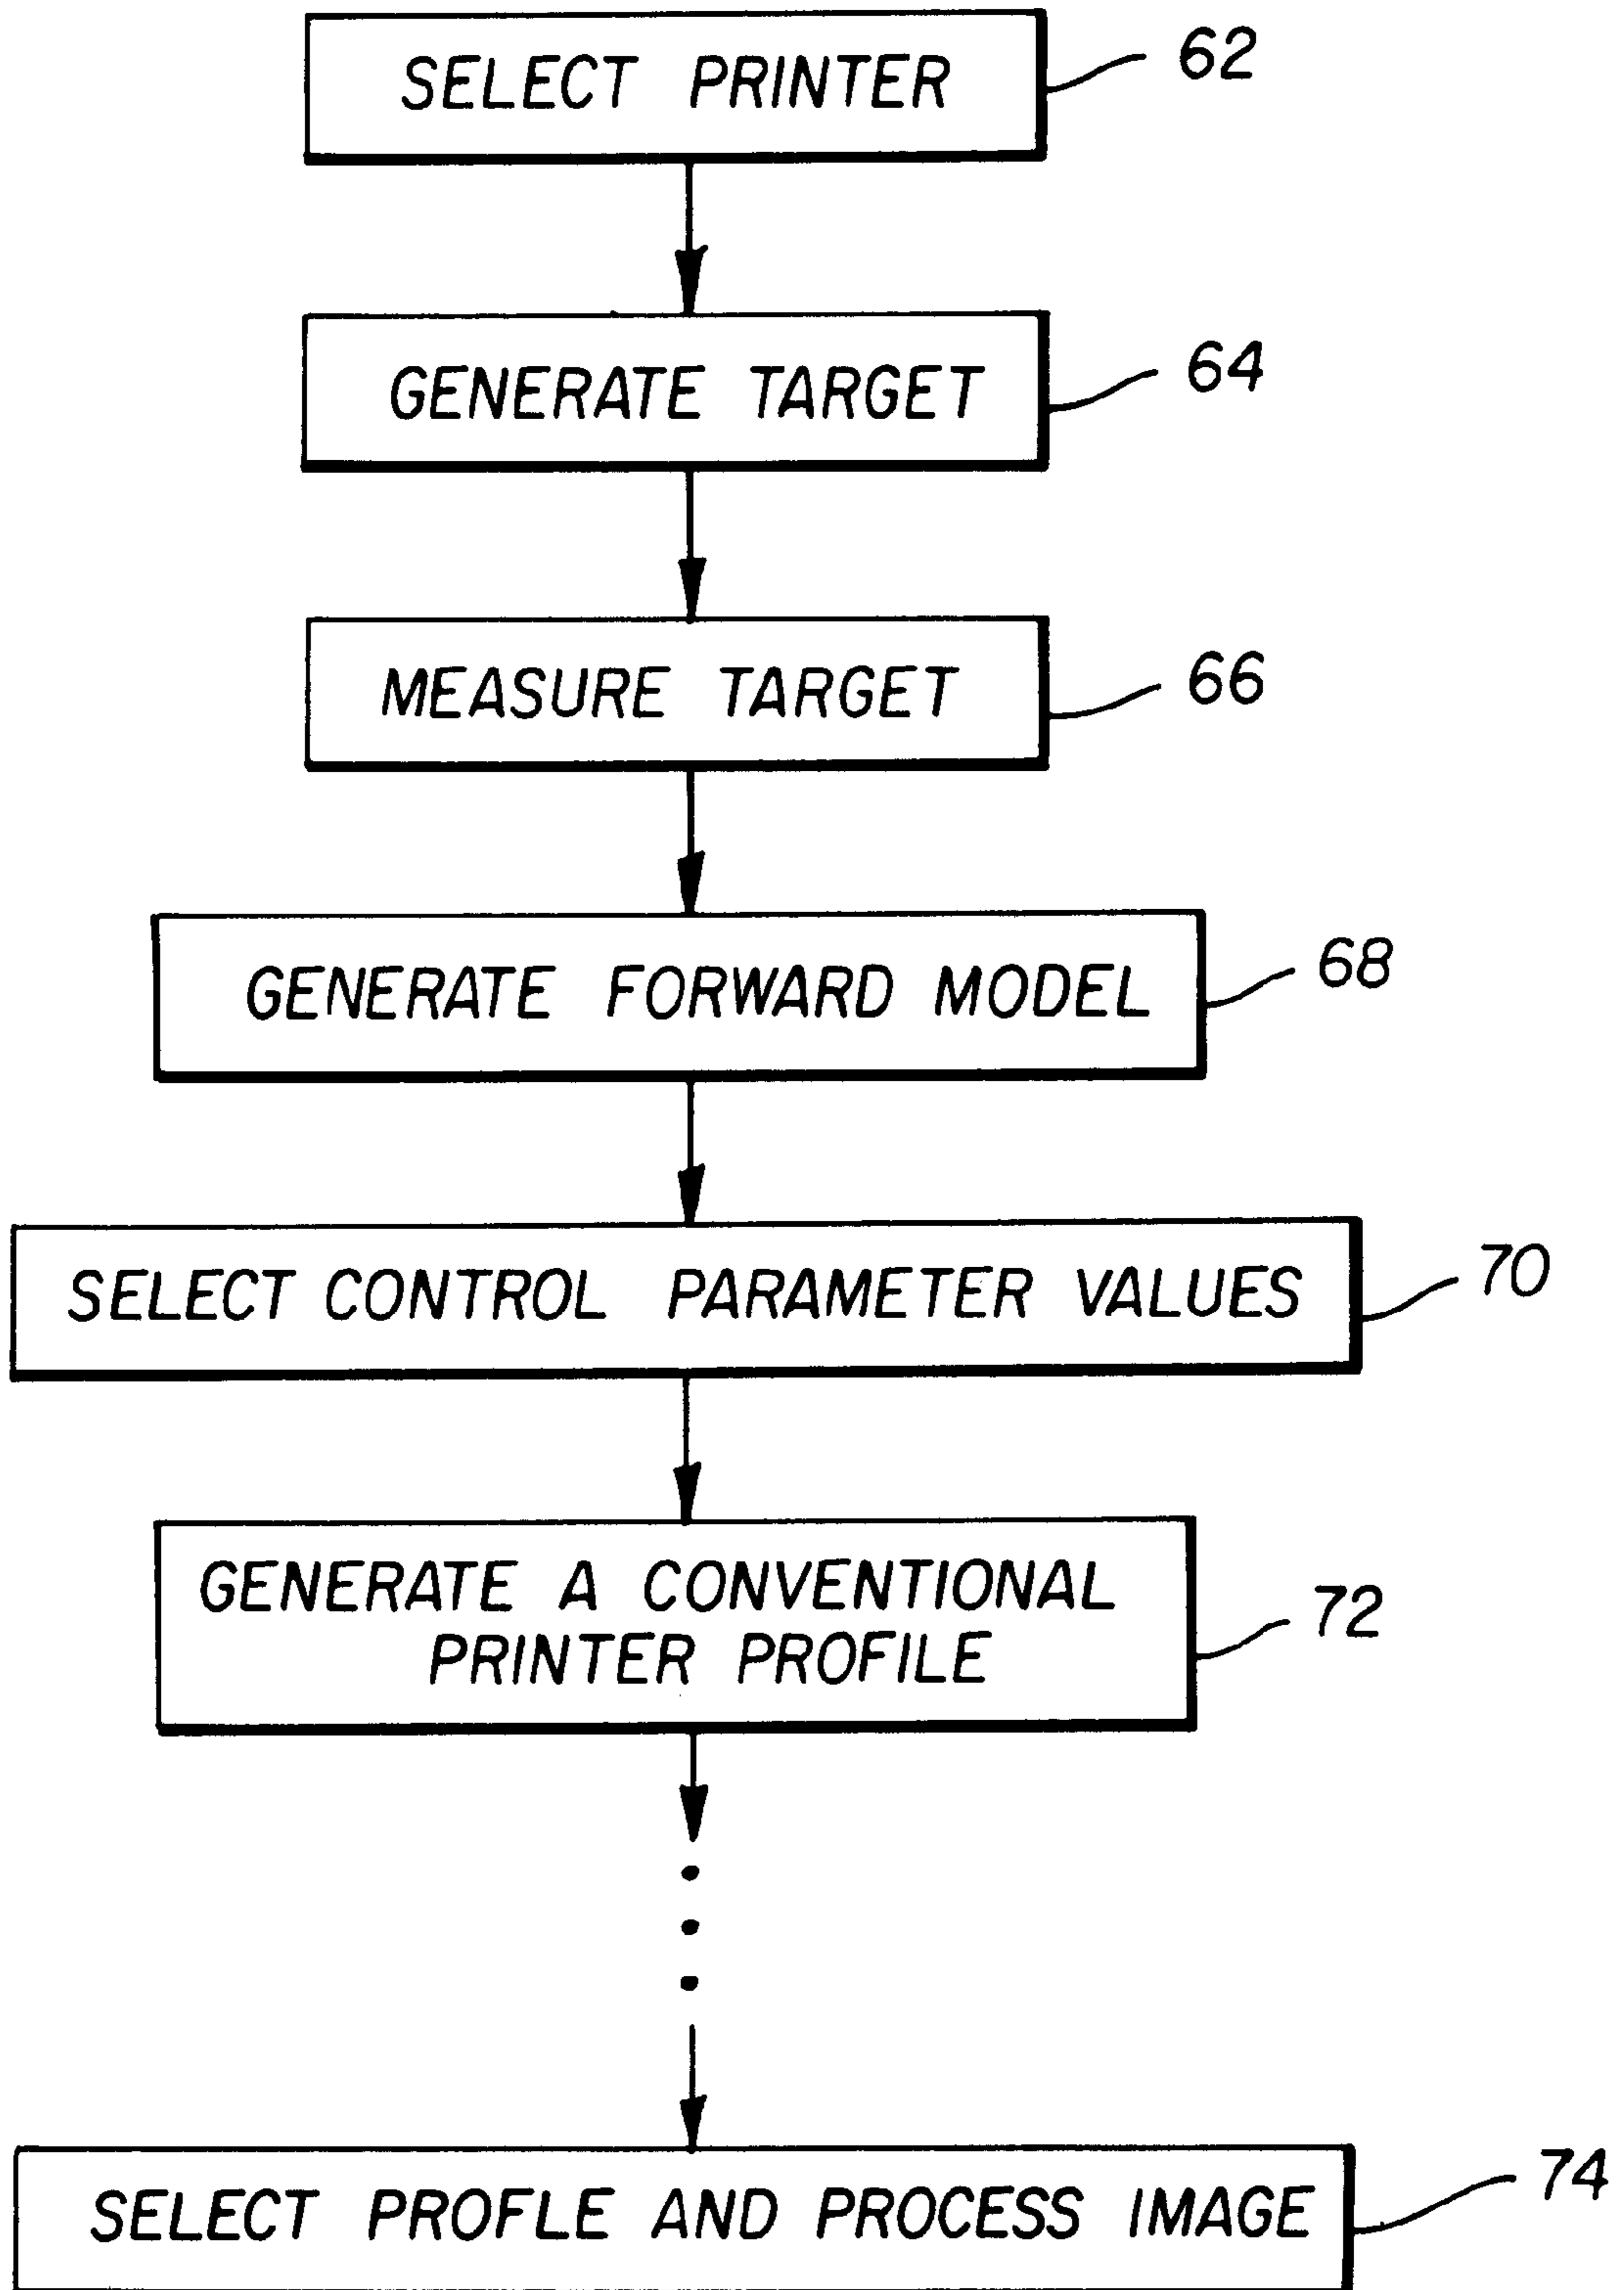 SELECT PRINTER
62
GENERATE TARGET
64
MEASURE TARGET
66
GENERATE FORWARD MODEL
68
SELECT CONTROL PARAMETER VALUES
70
GENERATE A CONVENTIONAL
PRINTER PROFILE
72
SELECT PROFLE AND PROCESS IMAGE
74